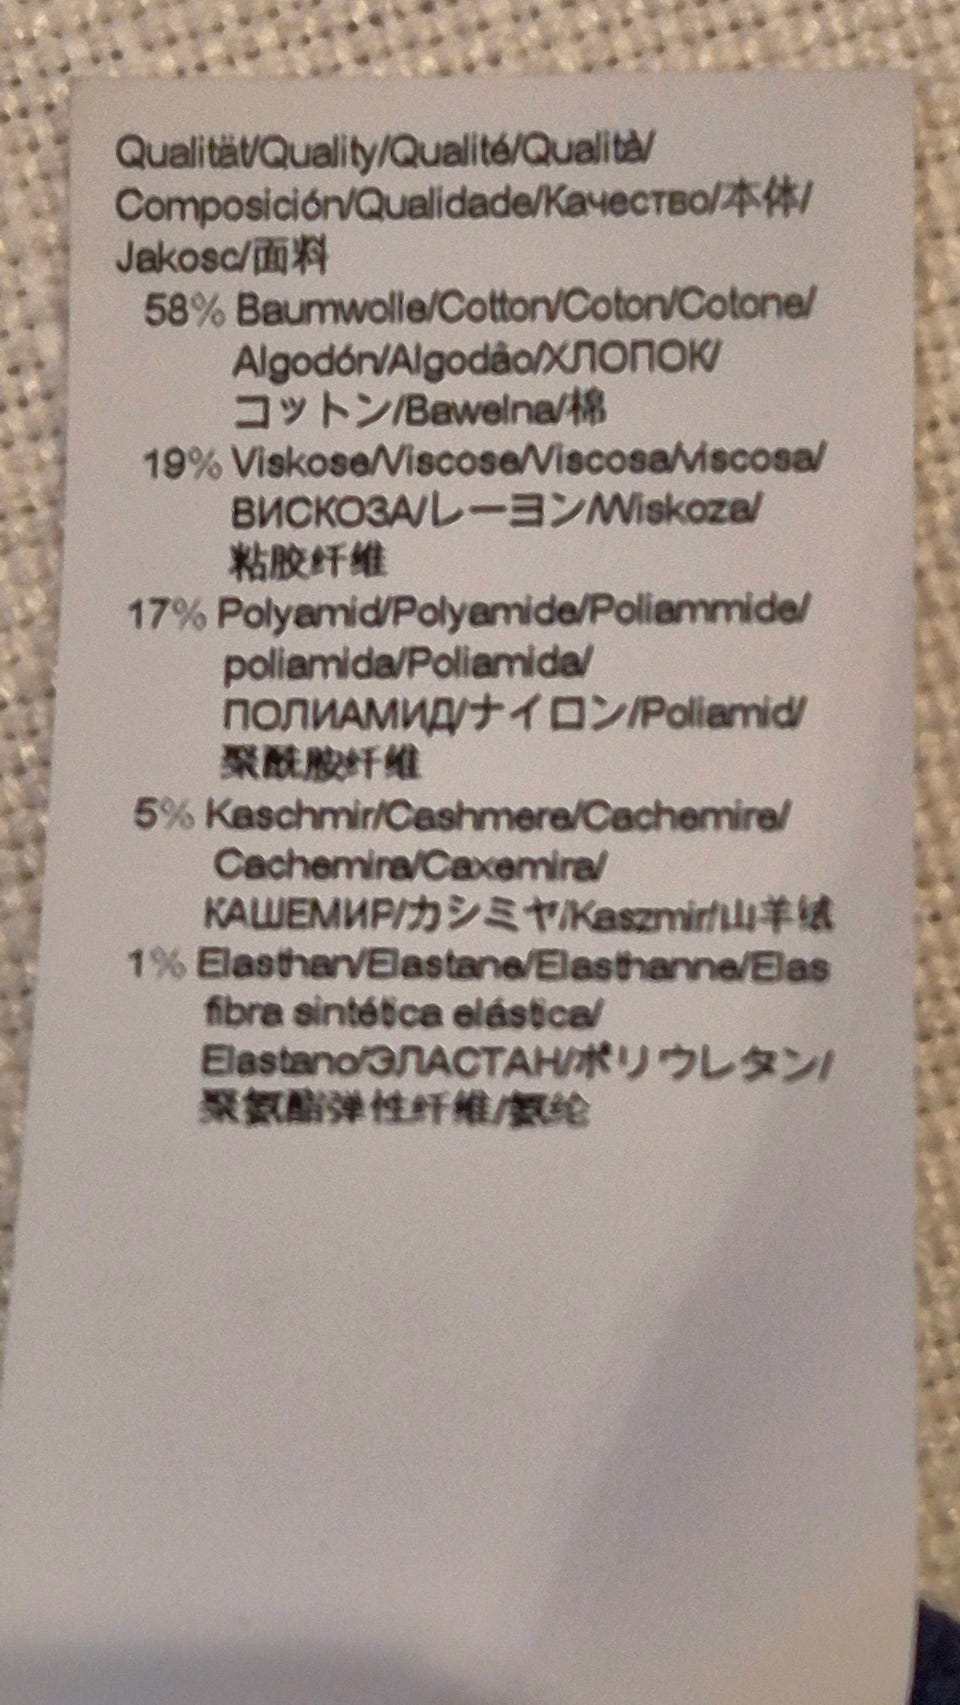 Qualität/Quality/Qualité/Qualità/
Composición/Qualidade/Качество/本体/
Jakosc/面料
58% Baumwolle/Cotton/Coton/Cotone/
Algodón/Algodão/ХЛОПОК/
コットン/Bawelna/棉
19% Viskose/Viscose/Viscosa/viscosa/
ВИСКОЗА/レーヨン/Wiskoza/
粘胶纤维
17% Polyamid/Polyamide/Poliammide/
poliamida/Poliamida/
ПОЛИАМИД/ナイロン/Poliamid/
聚酰胺纤维
5% Kaschmir/Cashmere/Cachemire/
Cachemira/Caxemira/
КАШЕМИР/カシミヤ/Kaszmir/山羊绒
1% Elasthan/Elastane/Elasthanne/Elas
fibra sintética elástica/
Elastano/ЭЛАСТАН/ポリウレタン/
聚氨酯弹性纤维/氨纶